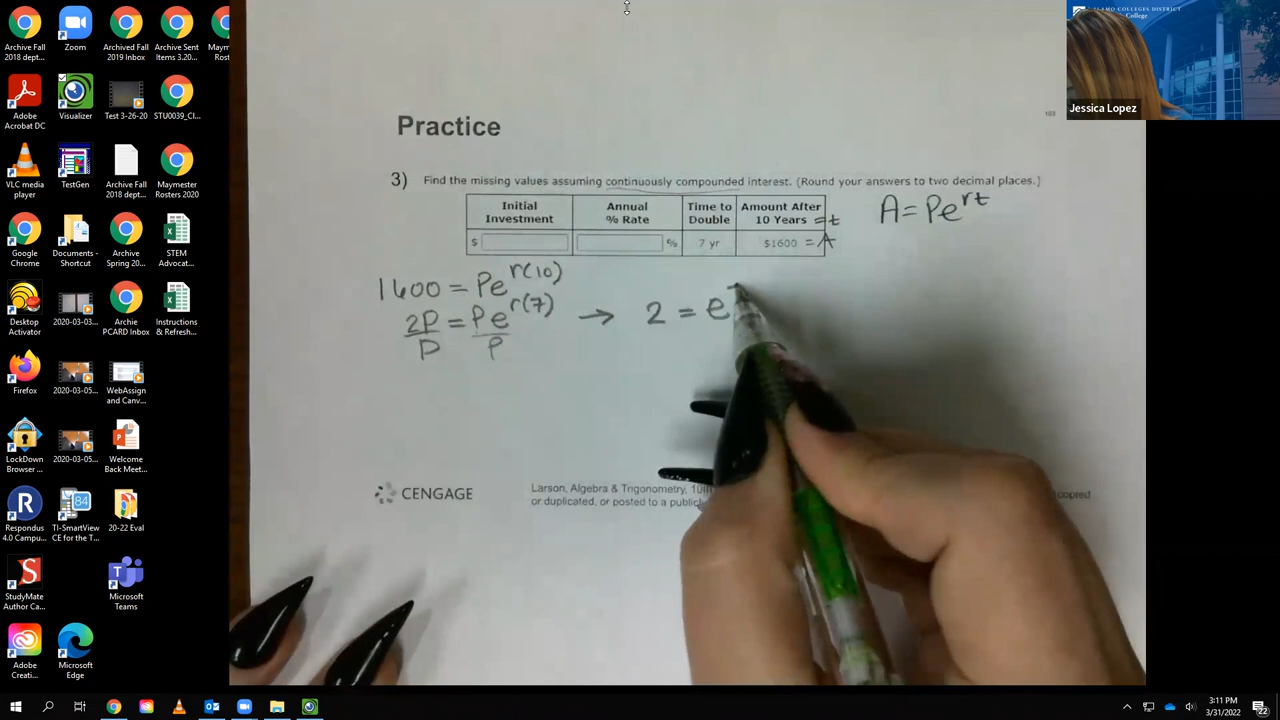 Archive Fall 2018 dept...
Zoom
Archived Fall 2019 Inbox
Archive Sent Items 3.20...
Adobe Acrobat DC
Visualizer
Test 3-26-20
STU0039_Cl...
VLC media player
TestGen
Archive Fall 2018 dept...
Maymester Rosters 2020
Google Chrome
Documents - Shortcut
Archive Spring 20...
STEM Advocat...
Desktop Activator
2020-03-03...
Archie PCARD Inbox
Instructions & Refresh...
Firefox
2020-03-05...
WebAssign and Canv...
LockDown Browser ...
2020-03-05...
Welcome Back Meet...
Respondus 4.0 Campu...
TI-SmartView CE for the T...
20-22 Eval
StudyMate Author Ca...
Microsoft Teams
Adobe Creative Cloud
Microsoft Edge
Jessica Lopez
183
Practice
3) Find the missing values assuming continuously compounded interest. (Round your answers to two decimal places.)
Initial Investment
Annual % Rate
Time to Double
Amount After 10 Years = t
$
%
7 yr
$1600 = A
A = Pe^rt
1600 = Pe^r(10)
2P = Pe^r(7) → 2 = e
P P
CENGAGE
Larson, Algebra & Trigonometry, 10th
or duplicated, or posted to a public
copied
3:11 PM
3/31/2022
22